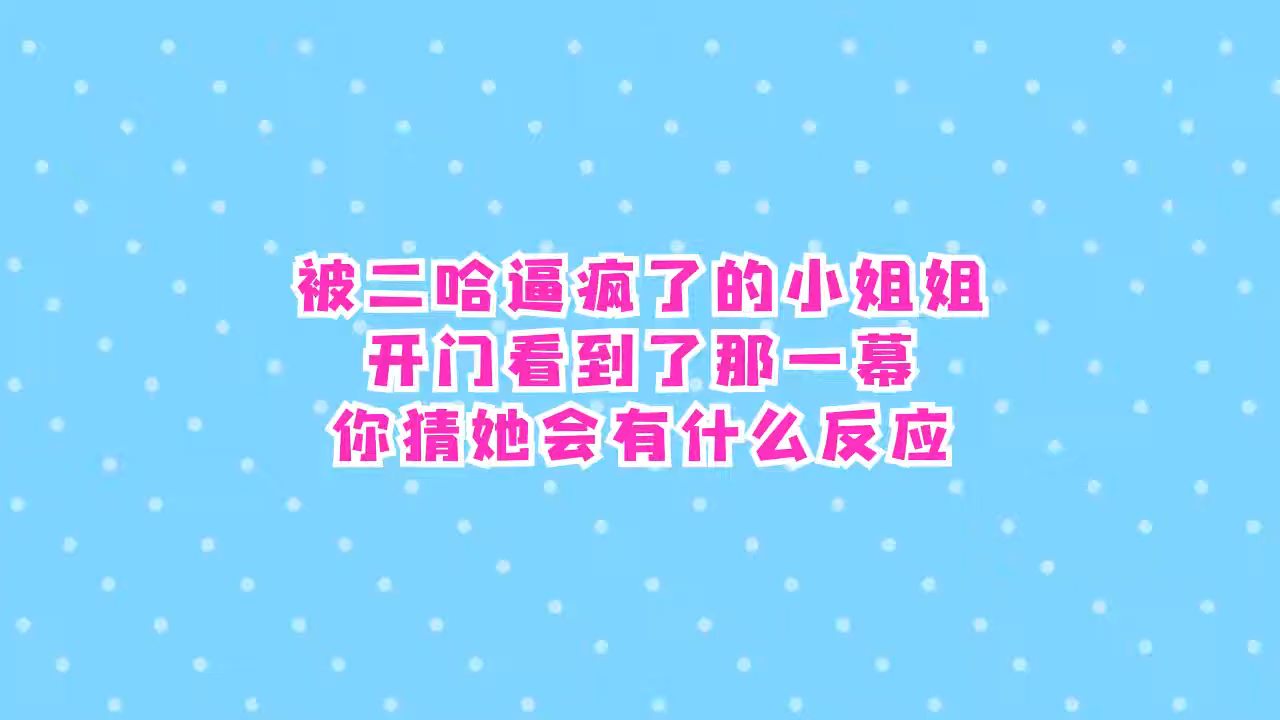 被二哈逼疯了的小姐姐
开门看到了那一幕
你猜她会有什么反应